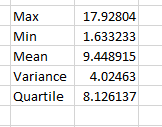 Max 17.92804
Min 1.633233
Mean 9.448915
Variance 4.02463
Quartile 8.126137